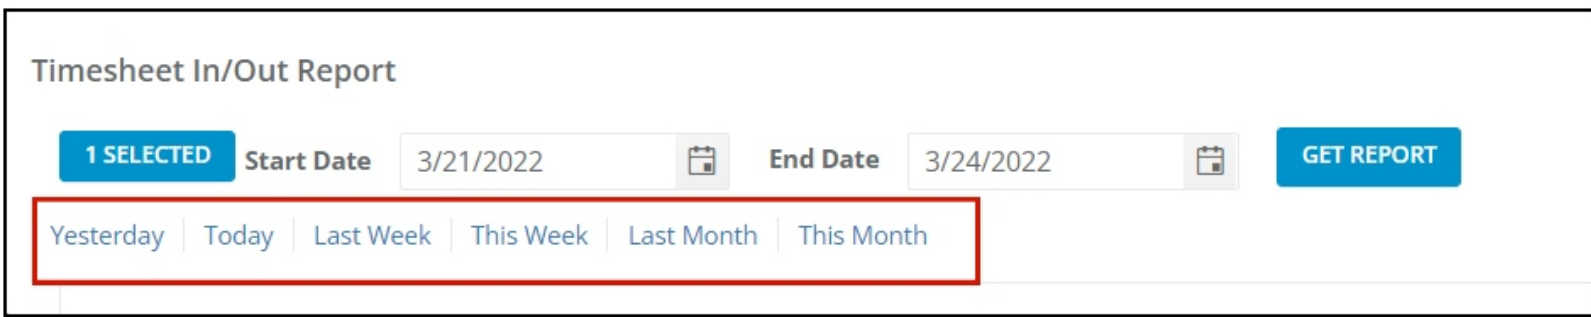 Timesheet In/Out Report
1 SELECTED Start Date 3/21/2022 End Date 3/24/2022 GET REPORT
Yesterday Today Last Week This Week Last Month This Month